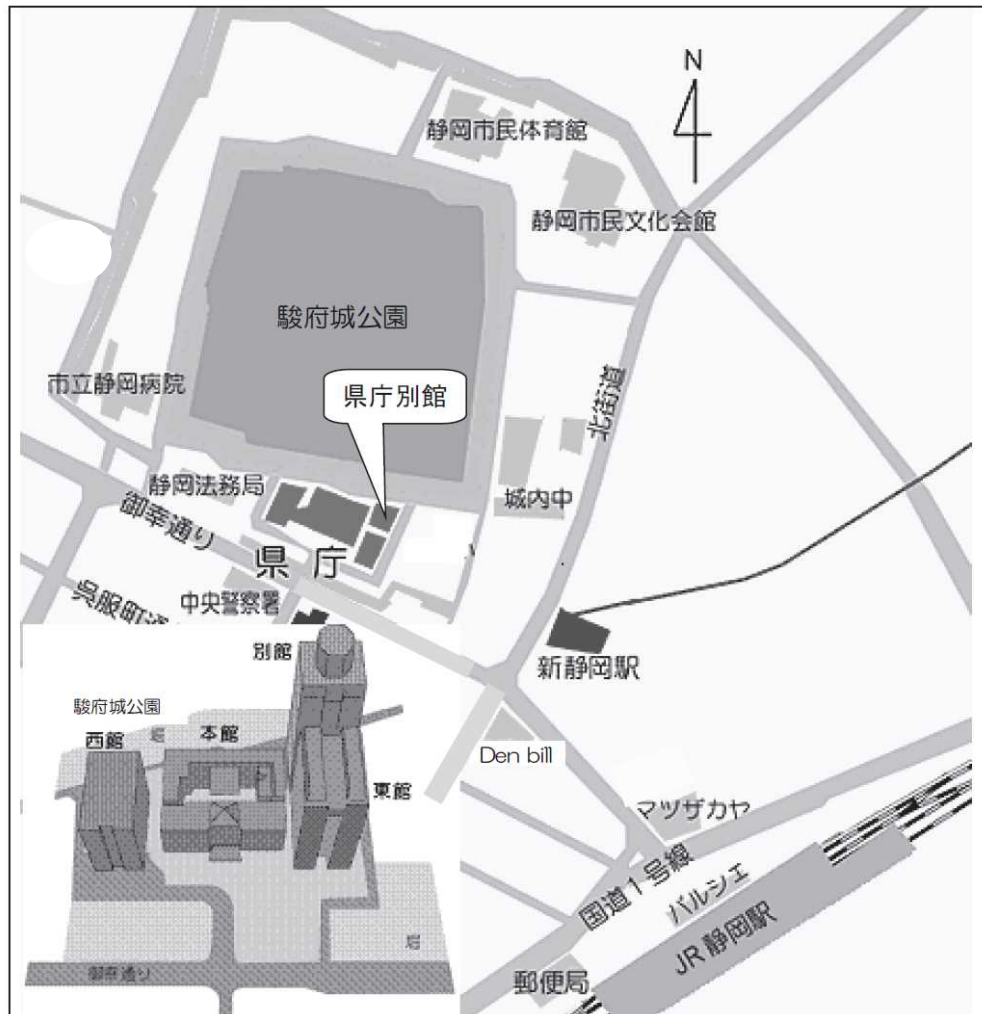 N
静岡市民体育館
静岡市民文化会館
駿府城公園
県庁別館
市立静岡病院
北街道
静岡法務局
城内中
御幸通り
県庁
呉服町通
中央警察署
新静岡駅
別館
駿府城公園
堀
本館
西館
東館
堀
御幸通り
Den bill
マツザカヤ
国道1号線
パルシェ
JR静岡駅
郵便局